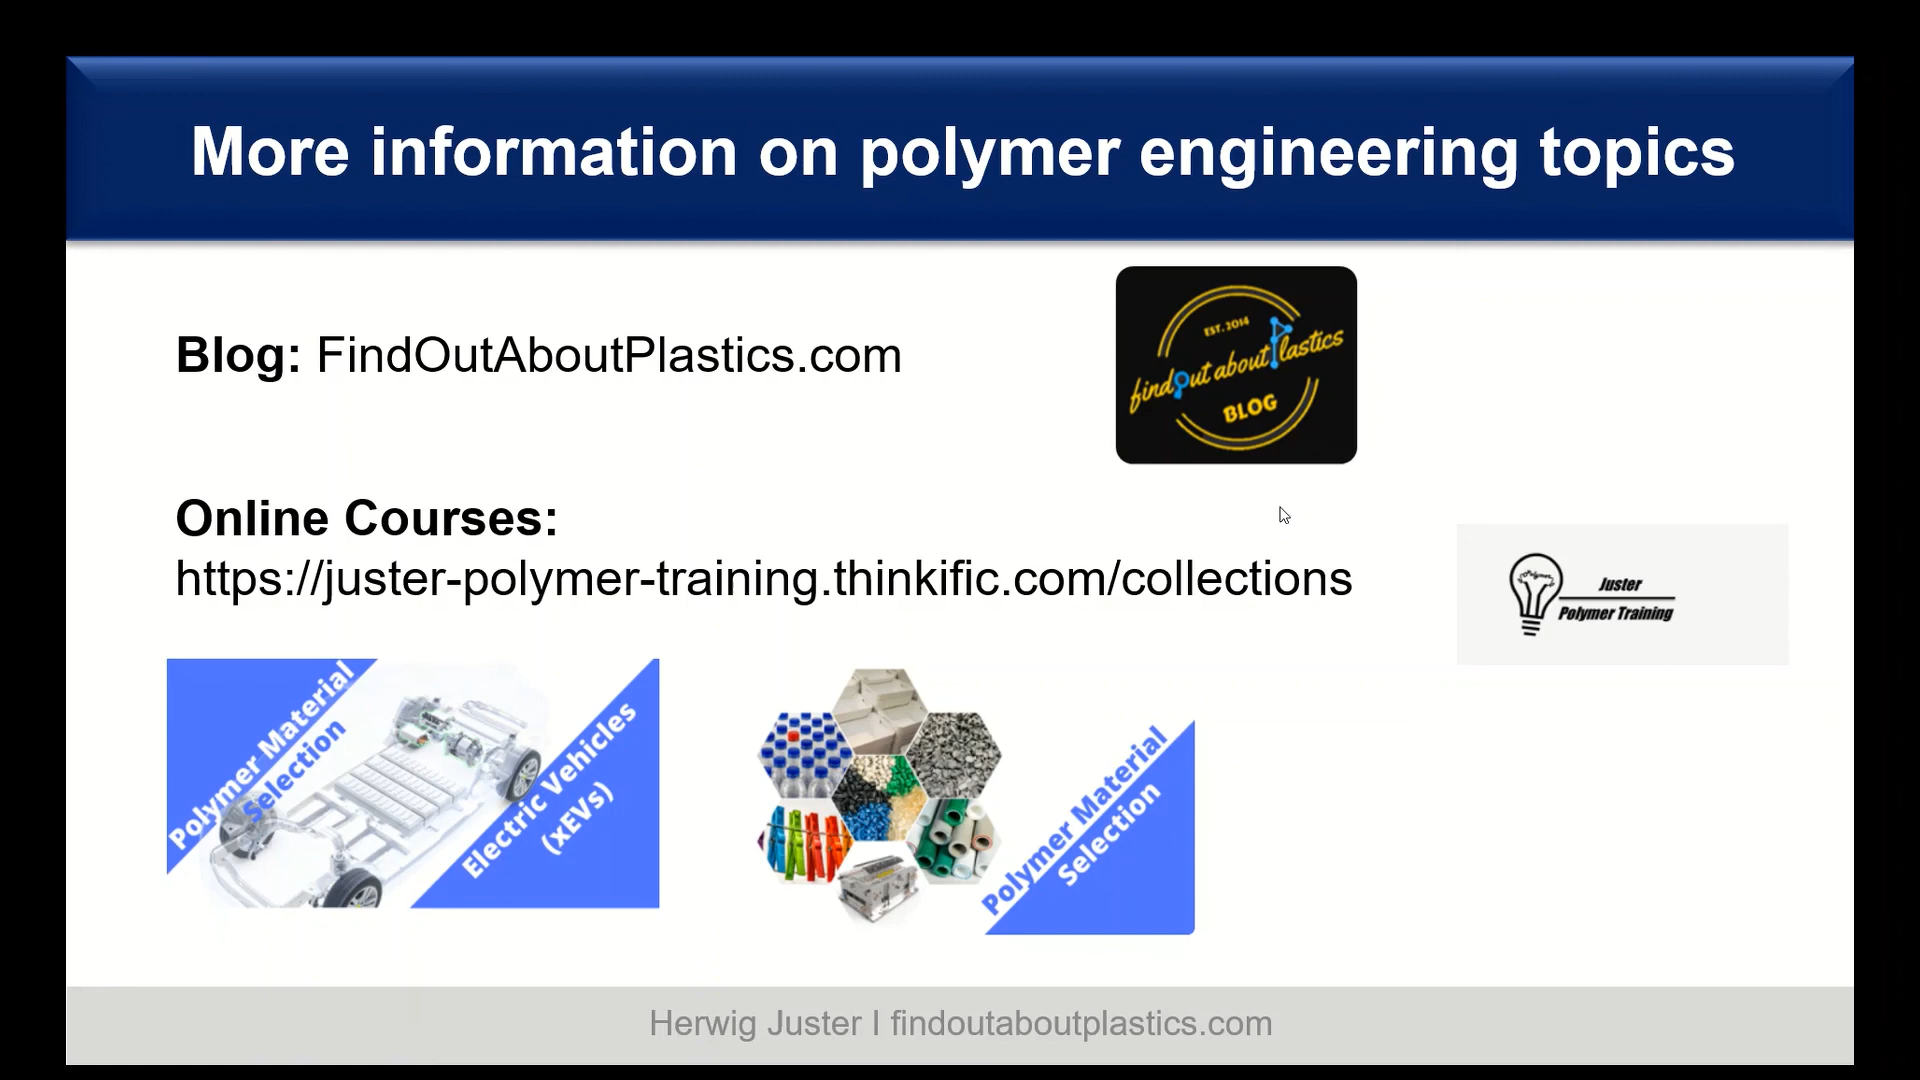 More information on polymer engineering topics
Blog: FindOutAboutPlastics.com
EST. 2014
findout about Plastics
BLOG
Online Courses:
https://juster-polymer-training.thinkific.com/collections
Polymer
Juster
Polymer Training
Polymer Material
Selection
Electric Vehicles
(xEVs)
Polymer Material
Selection
Herwig Juster I findoutaboutplastics.com